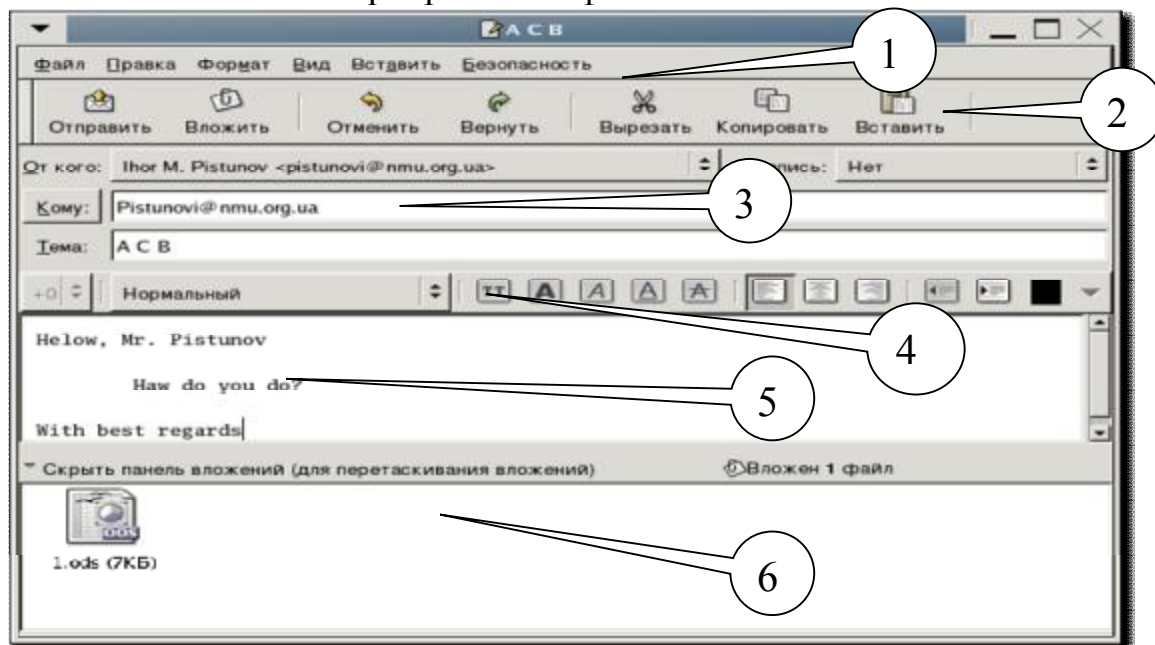 A C B
Файл Правка Формат Вид Вставить Безопасность
1
Отправить Вложить Отменить Вернуть Вырезать Копировать Вставить
2
От кого: Ihor M. Pistunov <pistunovi@nmu.org.ua> Нет
Кому: Pistunovi@nmu.org.ua
3
Тема: A C B
+0 Нормальный TT A A A A
4
Helow, Mr. Pistunov
Haw do you do?
5
With best regards
Скрыть панель вложений (для перетаскивания вложений) Вложен 1 файл
ODS
1.ods (7КБ)
6